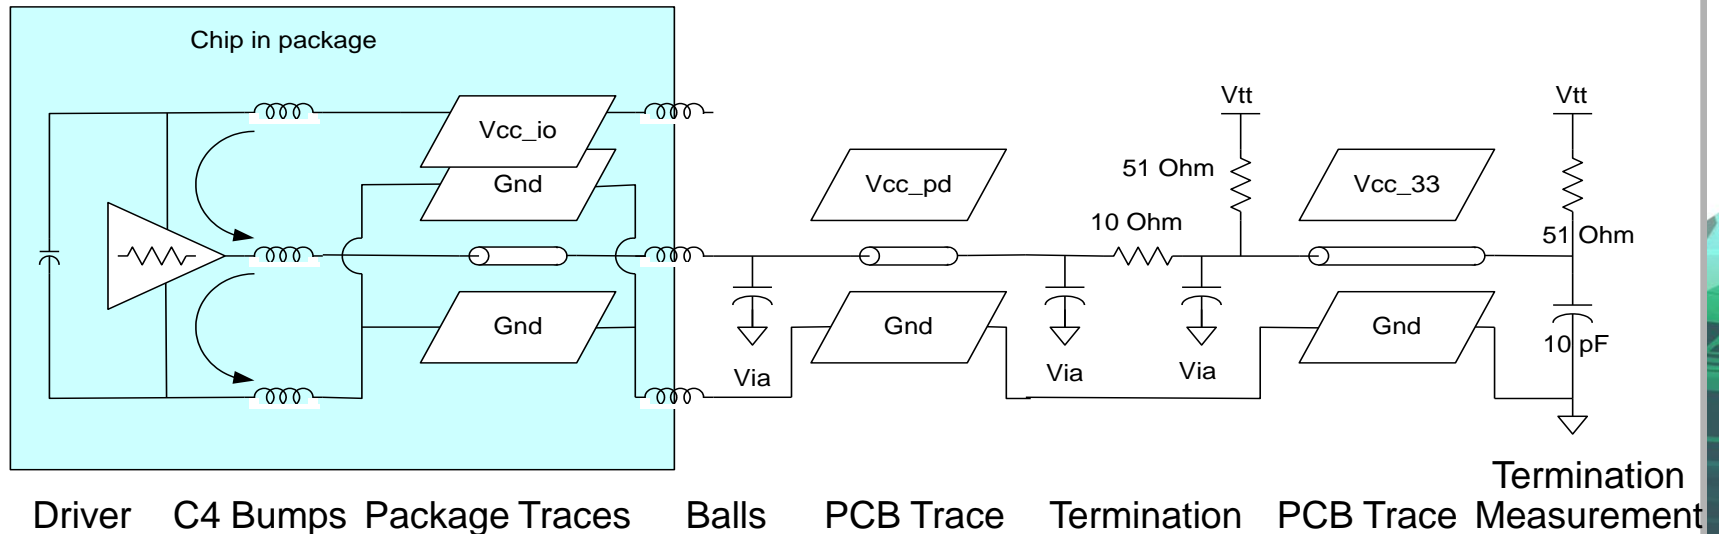 Chip in package
Vcc_io
Gnd
Gnd
Vcc_pd
Gnd
Via
Via
Via
10 Ohm
51 Ohm
Vtt
Vcc_33
Gnd
Vtt
51 Ohm
10 pF
Driver
C4 Bumps
Package Traces
Balls
PCB Trace
Termination
PCB Trace
Termination
Measurement